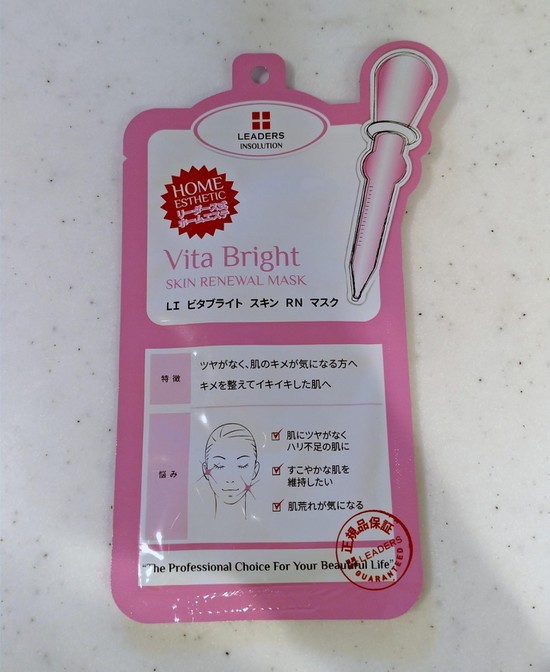 LEADERS
INSOLUTION
HOME
ESTHETIC
リーダース式
ホームエステ
Vita Bright
SKIN RENEWAL MASK
LI ビタブライト スキン RN マスク
特徴
ツヤがなく、肌のキメが気になる方へ
キメを整えてイキイキした肌へ
悩み
肌にツヤがなく
ハリ不足の肌に
すこやかな肌を
維持したい
肌荒れが気になる
正規品保証
LEADERS
GUARANTEED
"The Professional Choice For Your Beautiful Life"